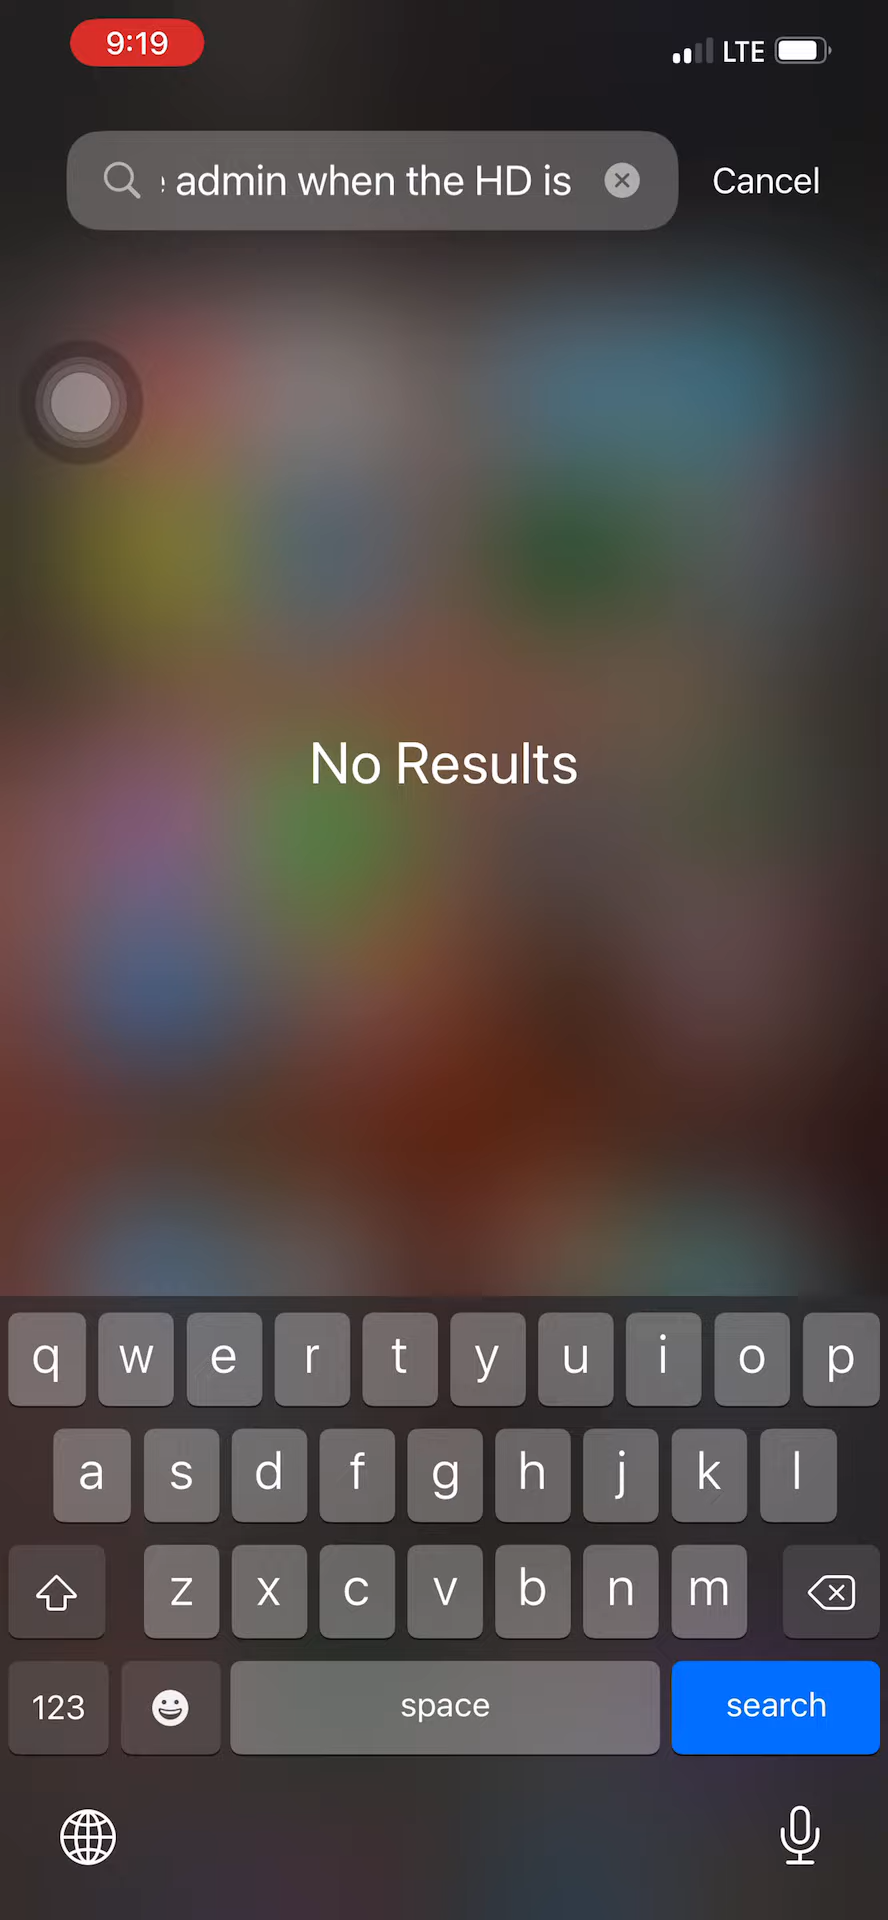 9:19
LTE
admin when the HD is
Cancel
No Results
q w e r t y u i o p
a s d f g h j k l
z x c v b n m
123
space
search